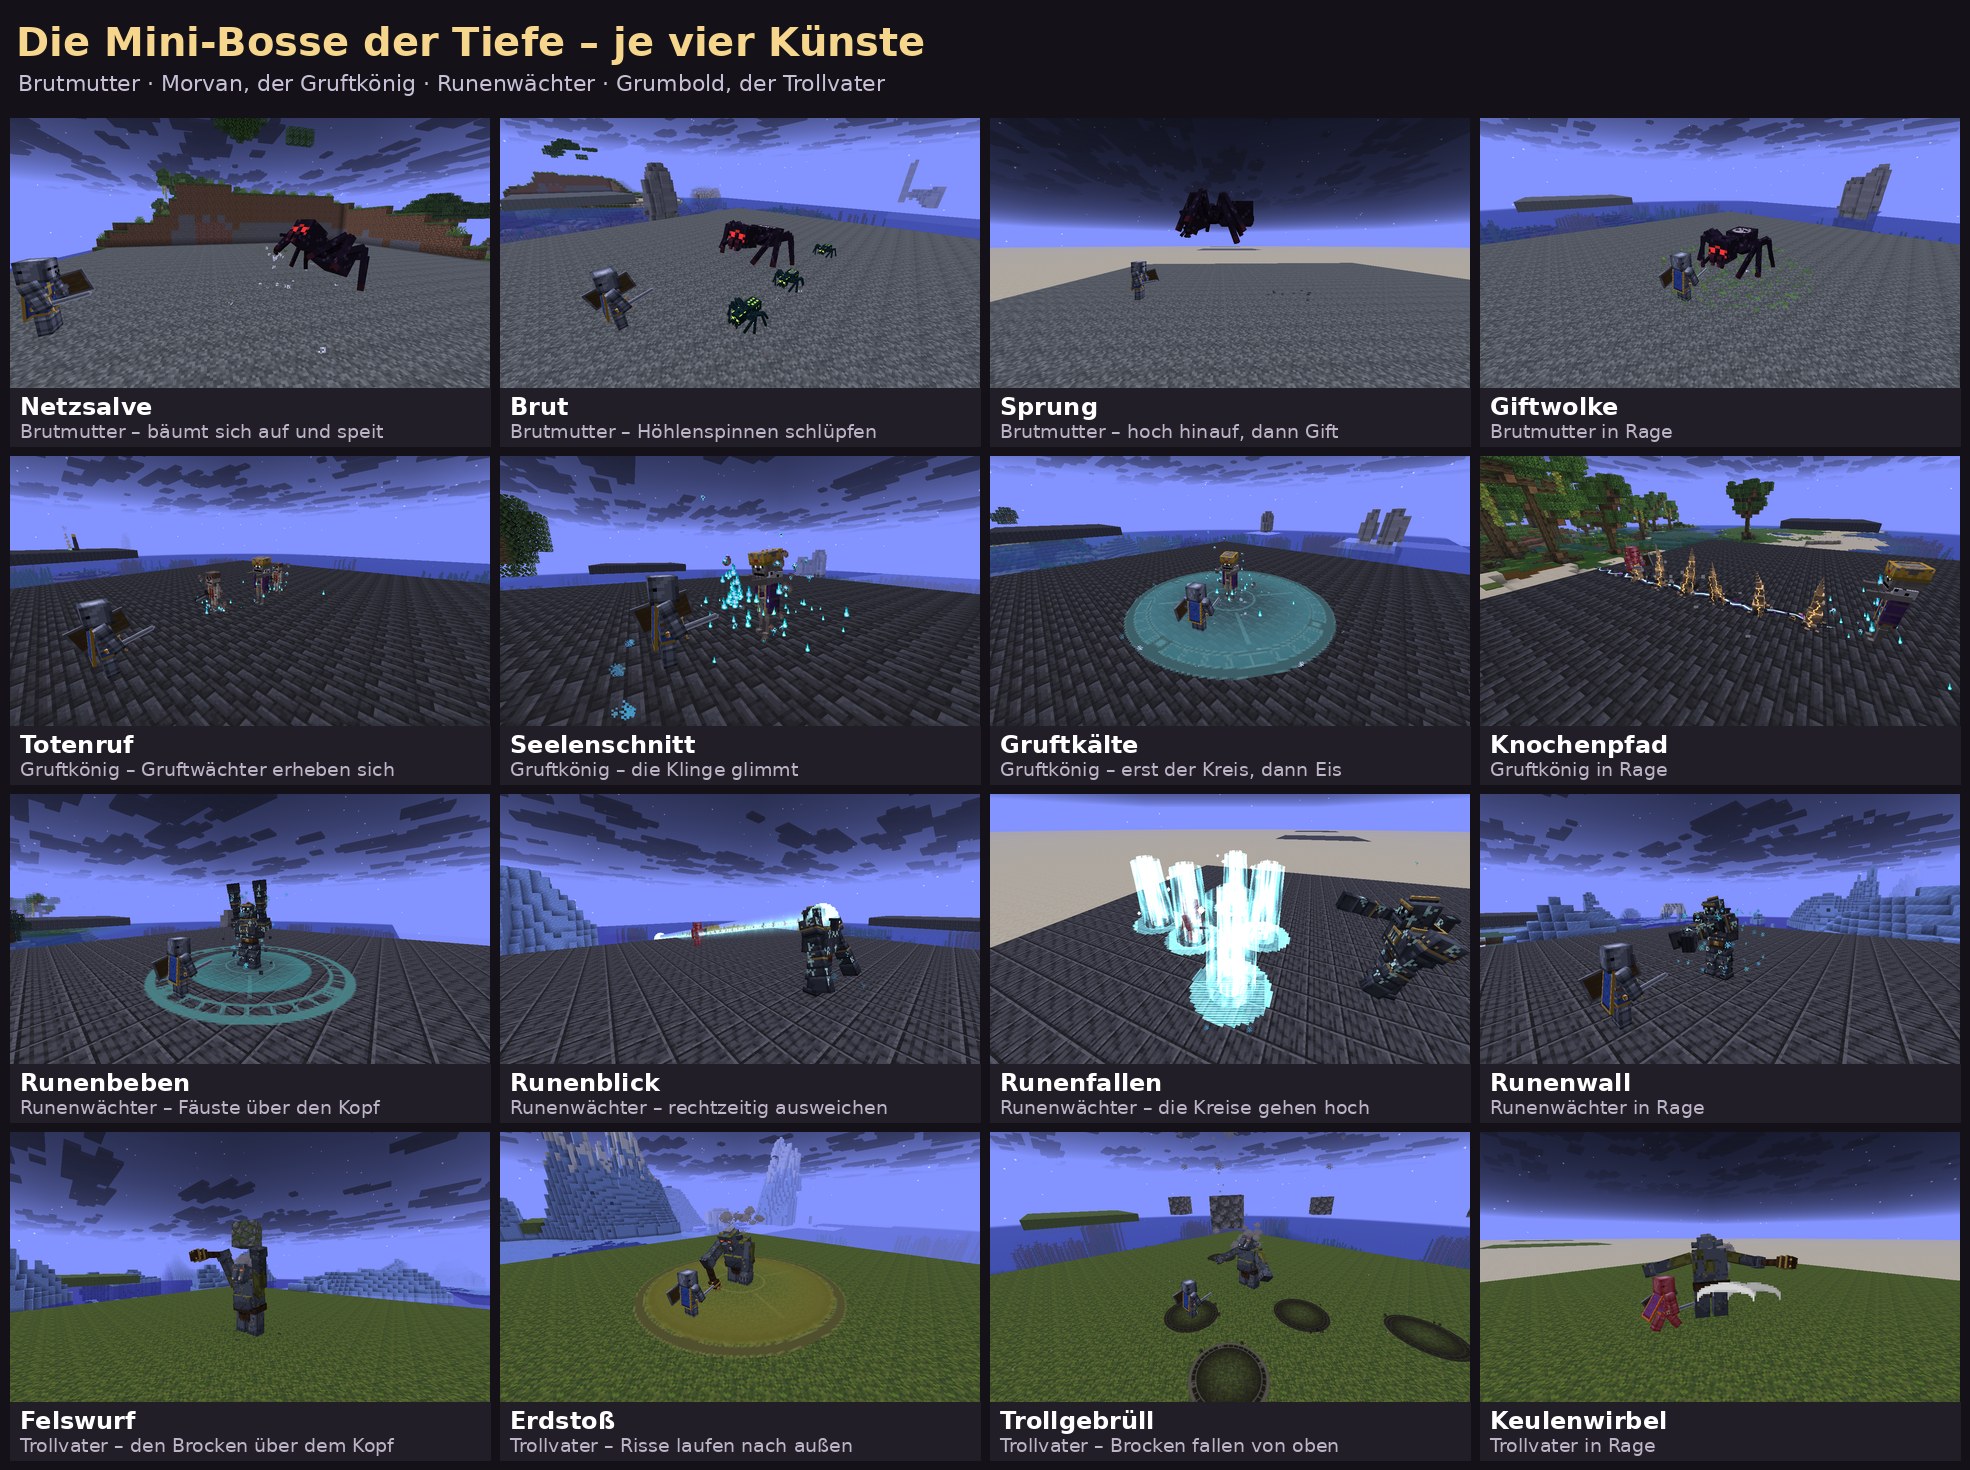 Die Mini-Bosse der Tiefe – je vier Künste
Brutmutter · Morvan, der Gruftkönig · Runenwächter · Grumbold, der Trollvater
Netzsalve
Brutmutter – bäumt sich auf und speit
Brut
Brutmutter – Höhlenspinnen schlüpfen
Sprung
Brutmutter – hoch hinauf, dann Gift
Giftwolke
Brutmutter in Rage
Totenruf
Gruftkönig – Gruftwächter erheben sich
Seelenschnitt
Gruftkönig – die Klinge glimmt
Gruftkälte
Gruftkönig – erst der Kreis, dann Eis
Knochenpfad
Gruftkönig in Rage
Runenbeben
Runenwächter – Fäuste über den Kopf
Runenblick
Runenwächter – rechtzeitig ausweichen
Runenfallen
Runenwächter – die Kreise gehen hoch
Runenwall
Runenwächter in Rage
Felswurf
Trollvater – den Brocken über dem Kopf
Erdstoß
Trollvater – Risse laufen nach außen
Trollgebrüll
Trollvater – Brocken fallen von oben
Keulenwirbel
Trollvater in Rage